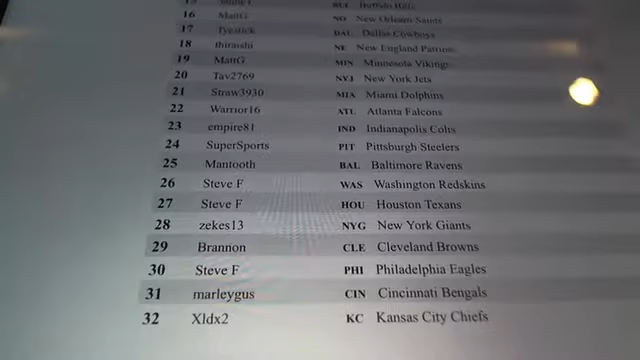 15 BUF Buffalo Bills
16 MattG NO New Orleans Saints
17 DAL Dallas Cowboys
18 thiraishi NE New England Patriots
19 MattG MIN Minnesota Vikings
20 Tav2769 NYJ New York Jets
21 Straw3930 MIA Miami Dolphins
22 Warrior16 ATL Atlanta Falcons
23 empire81 IND Indianapolis Colts
24 SuperSports PIT Pittsburgh Steelers
25 Mantooth BAL Baltimore Ravens
26 Steve F WAS Washington Redskins
27 Steve F HOU Houston Texans
28 zekes13 NYG New York Giants
29 Brannon CLE Cleveland Browns
30 Steve F PHI Philadelphia Eagles
31 marleygus CIN Cincinnati Bengals
32 Xldx2 KC Kansas City Chiefs